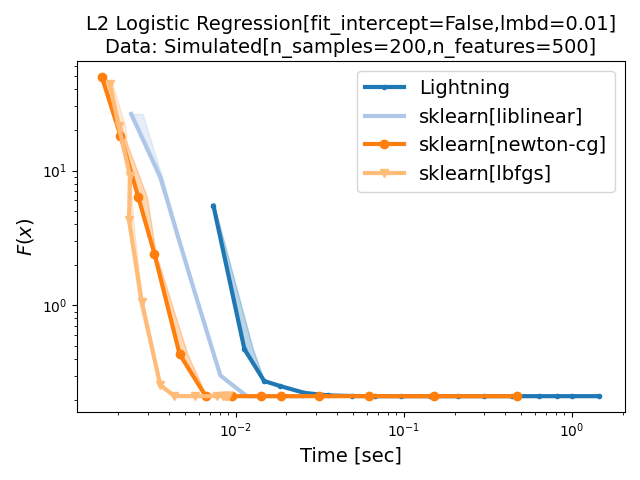 L2 Logistic Regression[fit_intercept=False,lmbd=0.01]
Data: Simulated[n_samples=200,n_features=500]
Lightning
sklearn[liblinear]
sklearn[newton-cg]
sklearn[lbfgs]
F(x)
10¹
10⁰
10⁻² 10⁻¹ 10⁰
Time [sec]